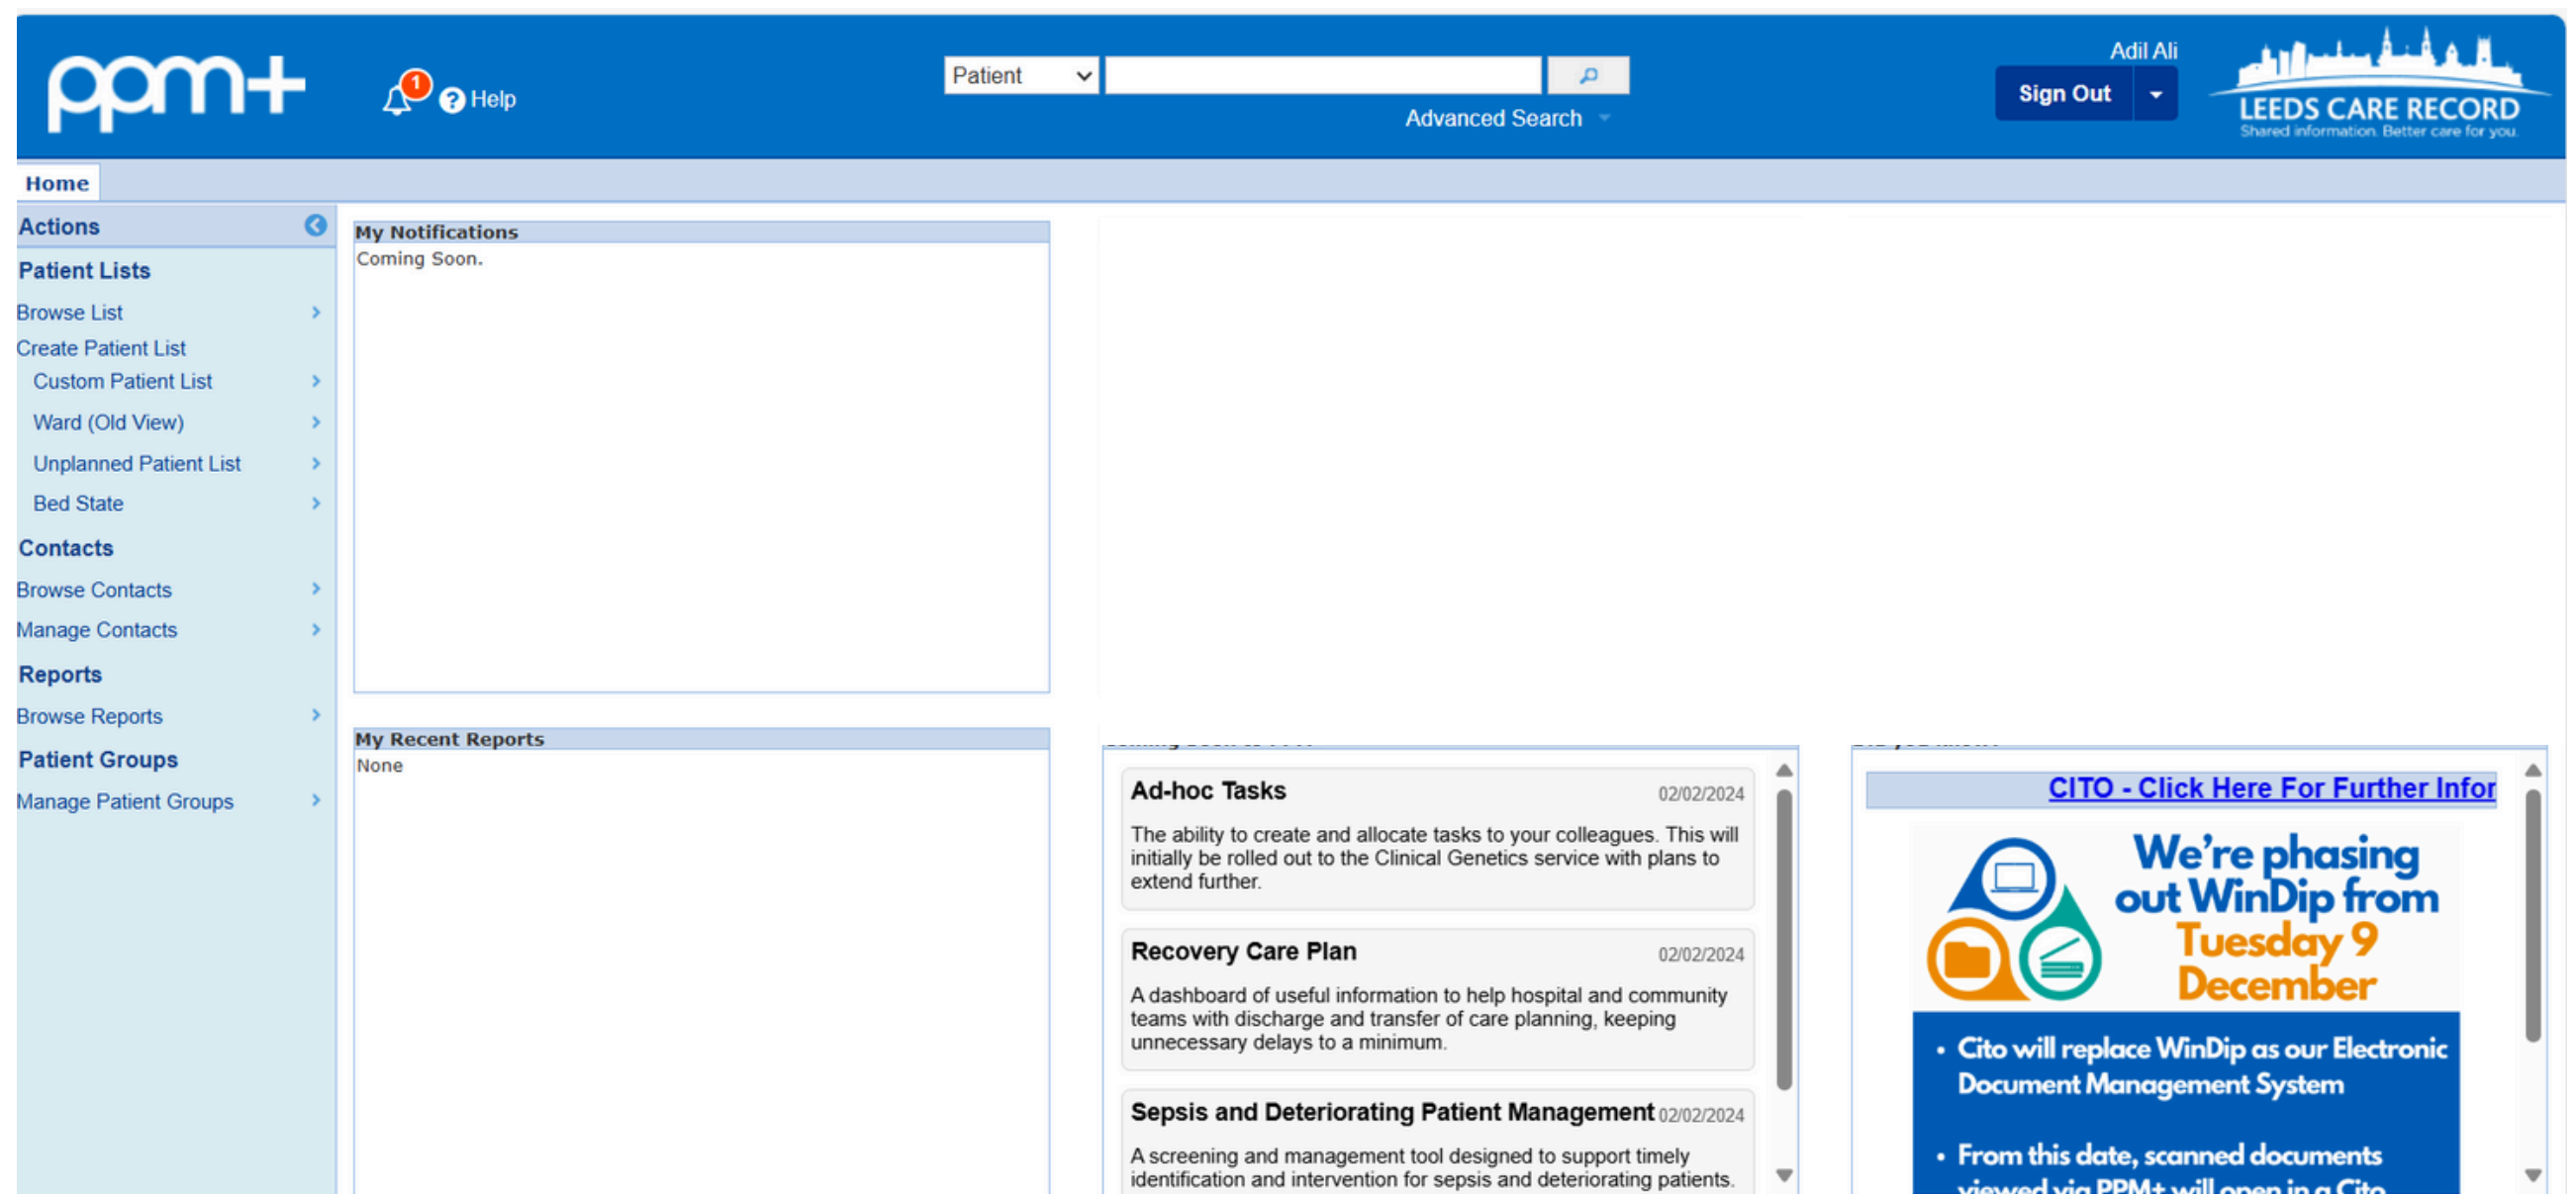 ppm+
1
Help
Patient
Advanced Search
Adil Ali
Sign Out
LEEDS CARE RECORD
Shared information. Better care for you.
Home
Actions
Patient Lists
Browse List
Create Patient List
Custom Patient List
Ward (Old View)
Unplanned Patient List
Bed State
Contacts
Browse Contacts
Manage Contacts
Reports
Browse Reports
Patient Groups
Manage Patient Groups
My Notifications
Coming Soon.
My Recent Reports
None
Ad-hoc Tasks 02/02/2024
The ability to create and allocate tasks to your colleagues. This will
initially be rolled out to the Clinical Genetics service with plans to
extend further.
Recovery Care Plan 02/02/2024
A dashboard of useful information to help hospital and community
teams with discharge and transfer of care planning, keeping
unnecessary delays to a minimum.
Sepsis and Deteriorating Patient Management 02/02/2024
A screening and management tool designed to support timely
identification and intervention for sepsis and deteriorating patients.
CITO - Click Here For Further Infor
We're phasing
out WinDip from
Tuesday 9
December
• Cito will replace WinDip as our Electronic
Document Management System
• From this date, scanned documents
viewed via PPM+ will open in a Cito